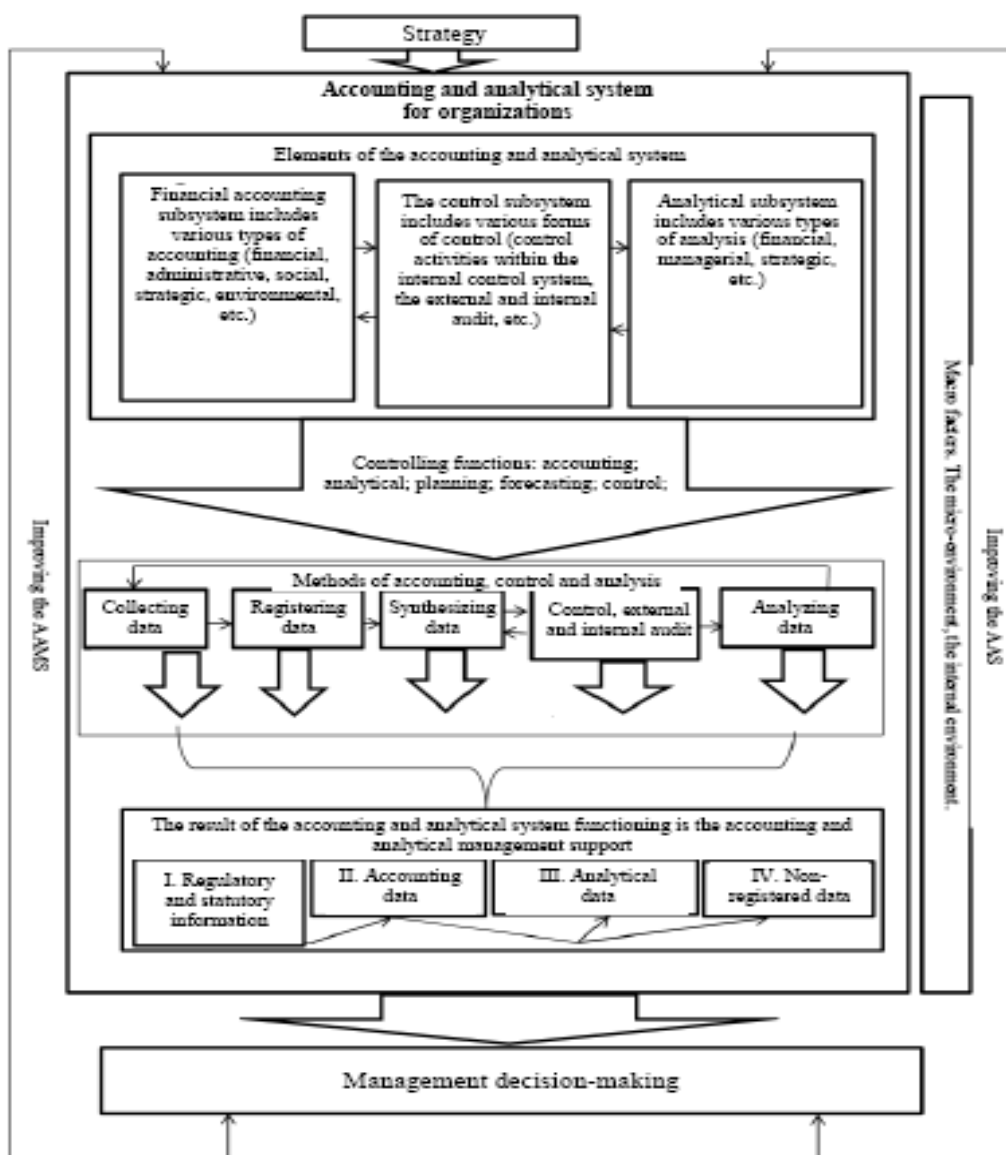 Strategy
Accounting and analytical system
for organizations
Elements of the accounting and analytical system
Financial accounting
subsystem includes
various types of
accounting (financial,
administrative, social,
strategic, environmental,
etc.)
The control subsystem
includes various forms
of control (control
activities within the
internal control system,
the external and internal
audit, etc.)
Analytical subsystem
includes various types
of analysis (financial,
managerial, strategic,
etc.)
Controlling functions: accounting;
analytical; planning; forecasting; control;
Methods of accounting, control and analysis
Collecting
data
Registering
data
Synthesizing
data
Control, external
and internal audit
Analyzing
data
The result of the accounting and analytical system functioning is the accounting and
analytical management support
I. Regulatory
and statutory
information
II. Accounting
data
III. Analytical
data
IV. Non-
registered data
Management decision-making
Improving the AAMS
Macro factors. The micro-environment, the internal environment.
Improving the AAS